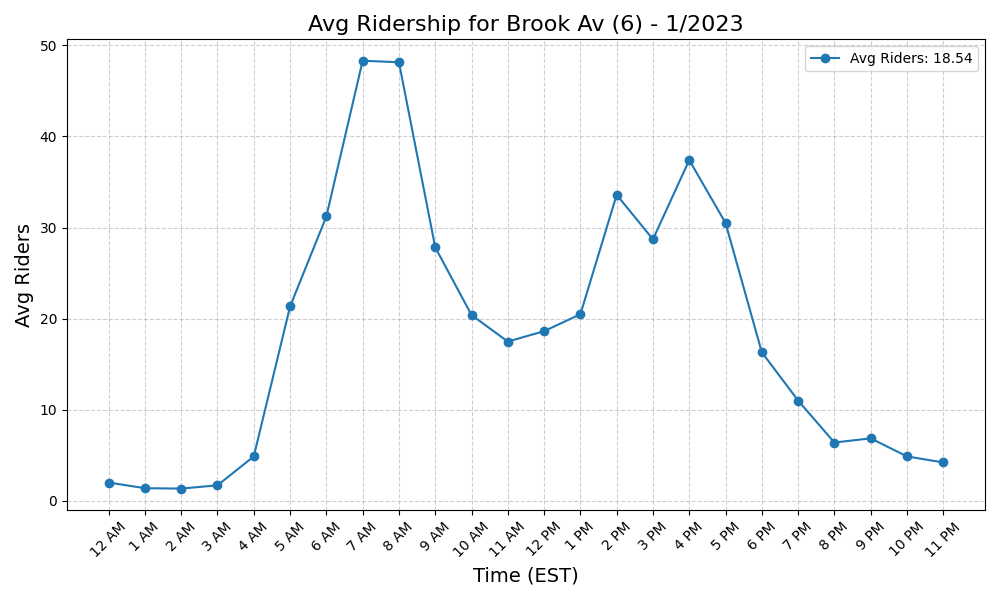 Avg Ridership for Brook Av (6) - 1/2023
Avg Riders: 18.54
50
40
30
20
10
0
Avg Riders
12 AM
1 AM
2 AM
3 AM
4 AM
5 AM
6 AM
7 AM
8 AM
9 AM
10 AM
11 AM
12 PM
1 PM
2 PM
3 PM
4 PM
5 PM
6 PM
7 PM
8 PM
9 PM
10 PM
11 PM
Time (EST)